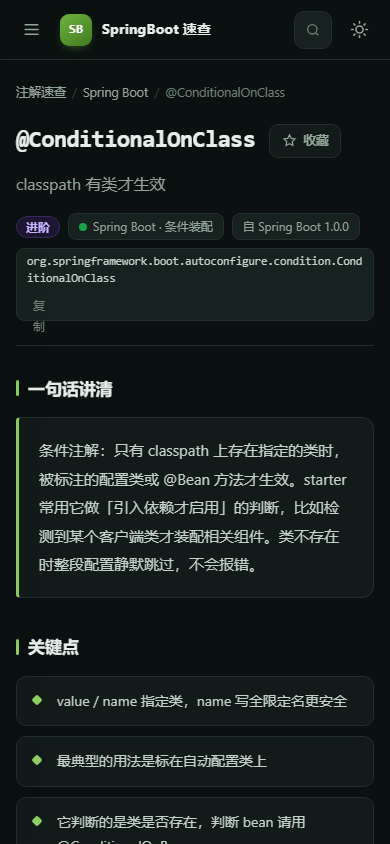 SB
SpringBoot 速查
注解速查 / Spring Boot / @ConditionalOnClass
@ConditionalOnClass
收藏
classpath 有类才生效
进阶
Spring Boot · 条件装配
自 Spring Boot 1.0.0
org.springframework.boot.autoconfigure.condition.Cond
itionalOnClass
复
制
一句话讲清
条件注解：只有 classpath 上存在指定的类时，
被标注的配置类或 @Bean 方法才生效。starter
常用它做「引入依赖才启用」的判断，比如检
测到某个客户端类才装配相关组件。类不存在
时整段配置静默跳过，不会报错。
关键点
value / name 指定类，name 写全限定名更安全
最典型的用法是标在自动配置类上
它判断的是类是否存在，判断 bean 请用